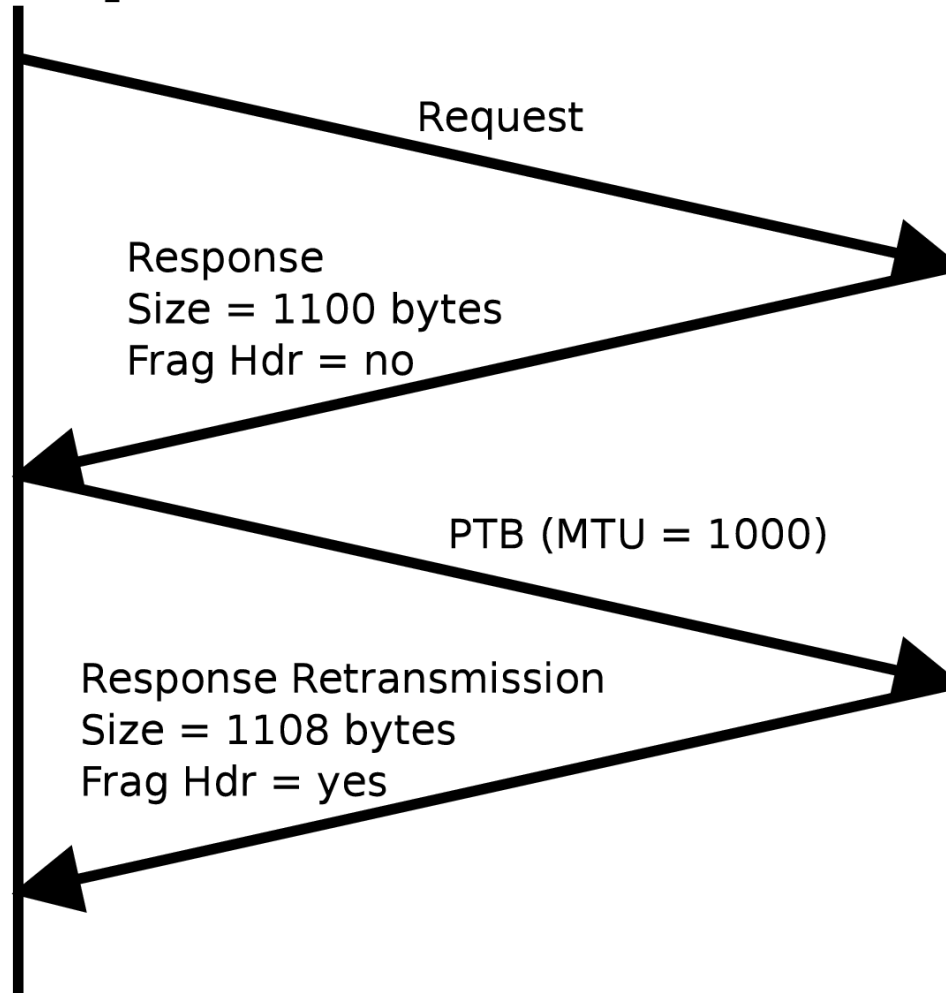 Request
Response
Size = 1100 bytes
Frag Hdr = no
PTB (MTU = 1000)
Response Retransmission
Size = 1108 bytes
Frag Hdr = yes